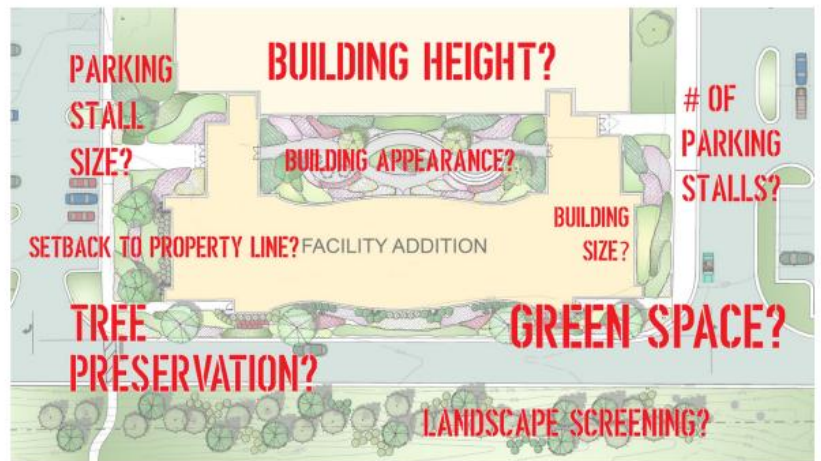 BUILDING HEIGHT?
PARKING
STALL
SIZE?
# OF
PARKING
STALLS?
BUILDING APPEARANCE?
BUILDING
SIZE?
SETBACK TO PROPERTY LINE?
FACILITY ADDITION
TREE
PRESERVATION?
GREEN SPACE?
LANDSCAPE SCREENING?